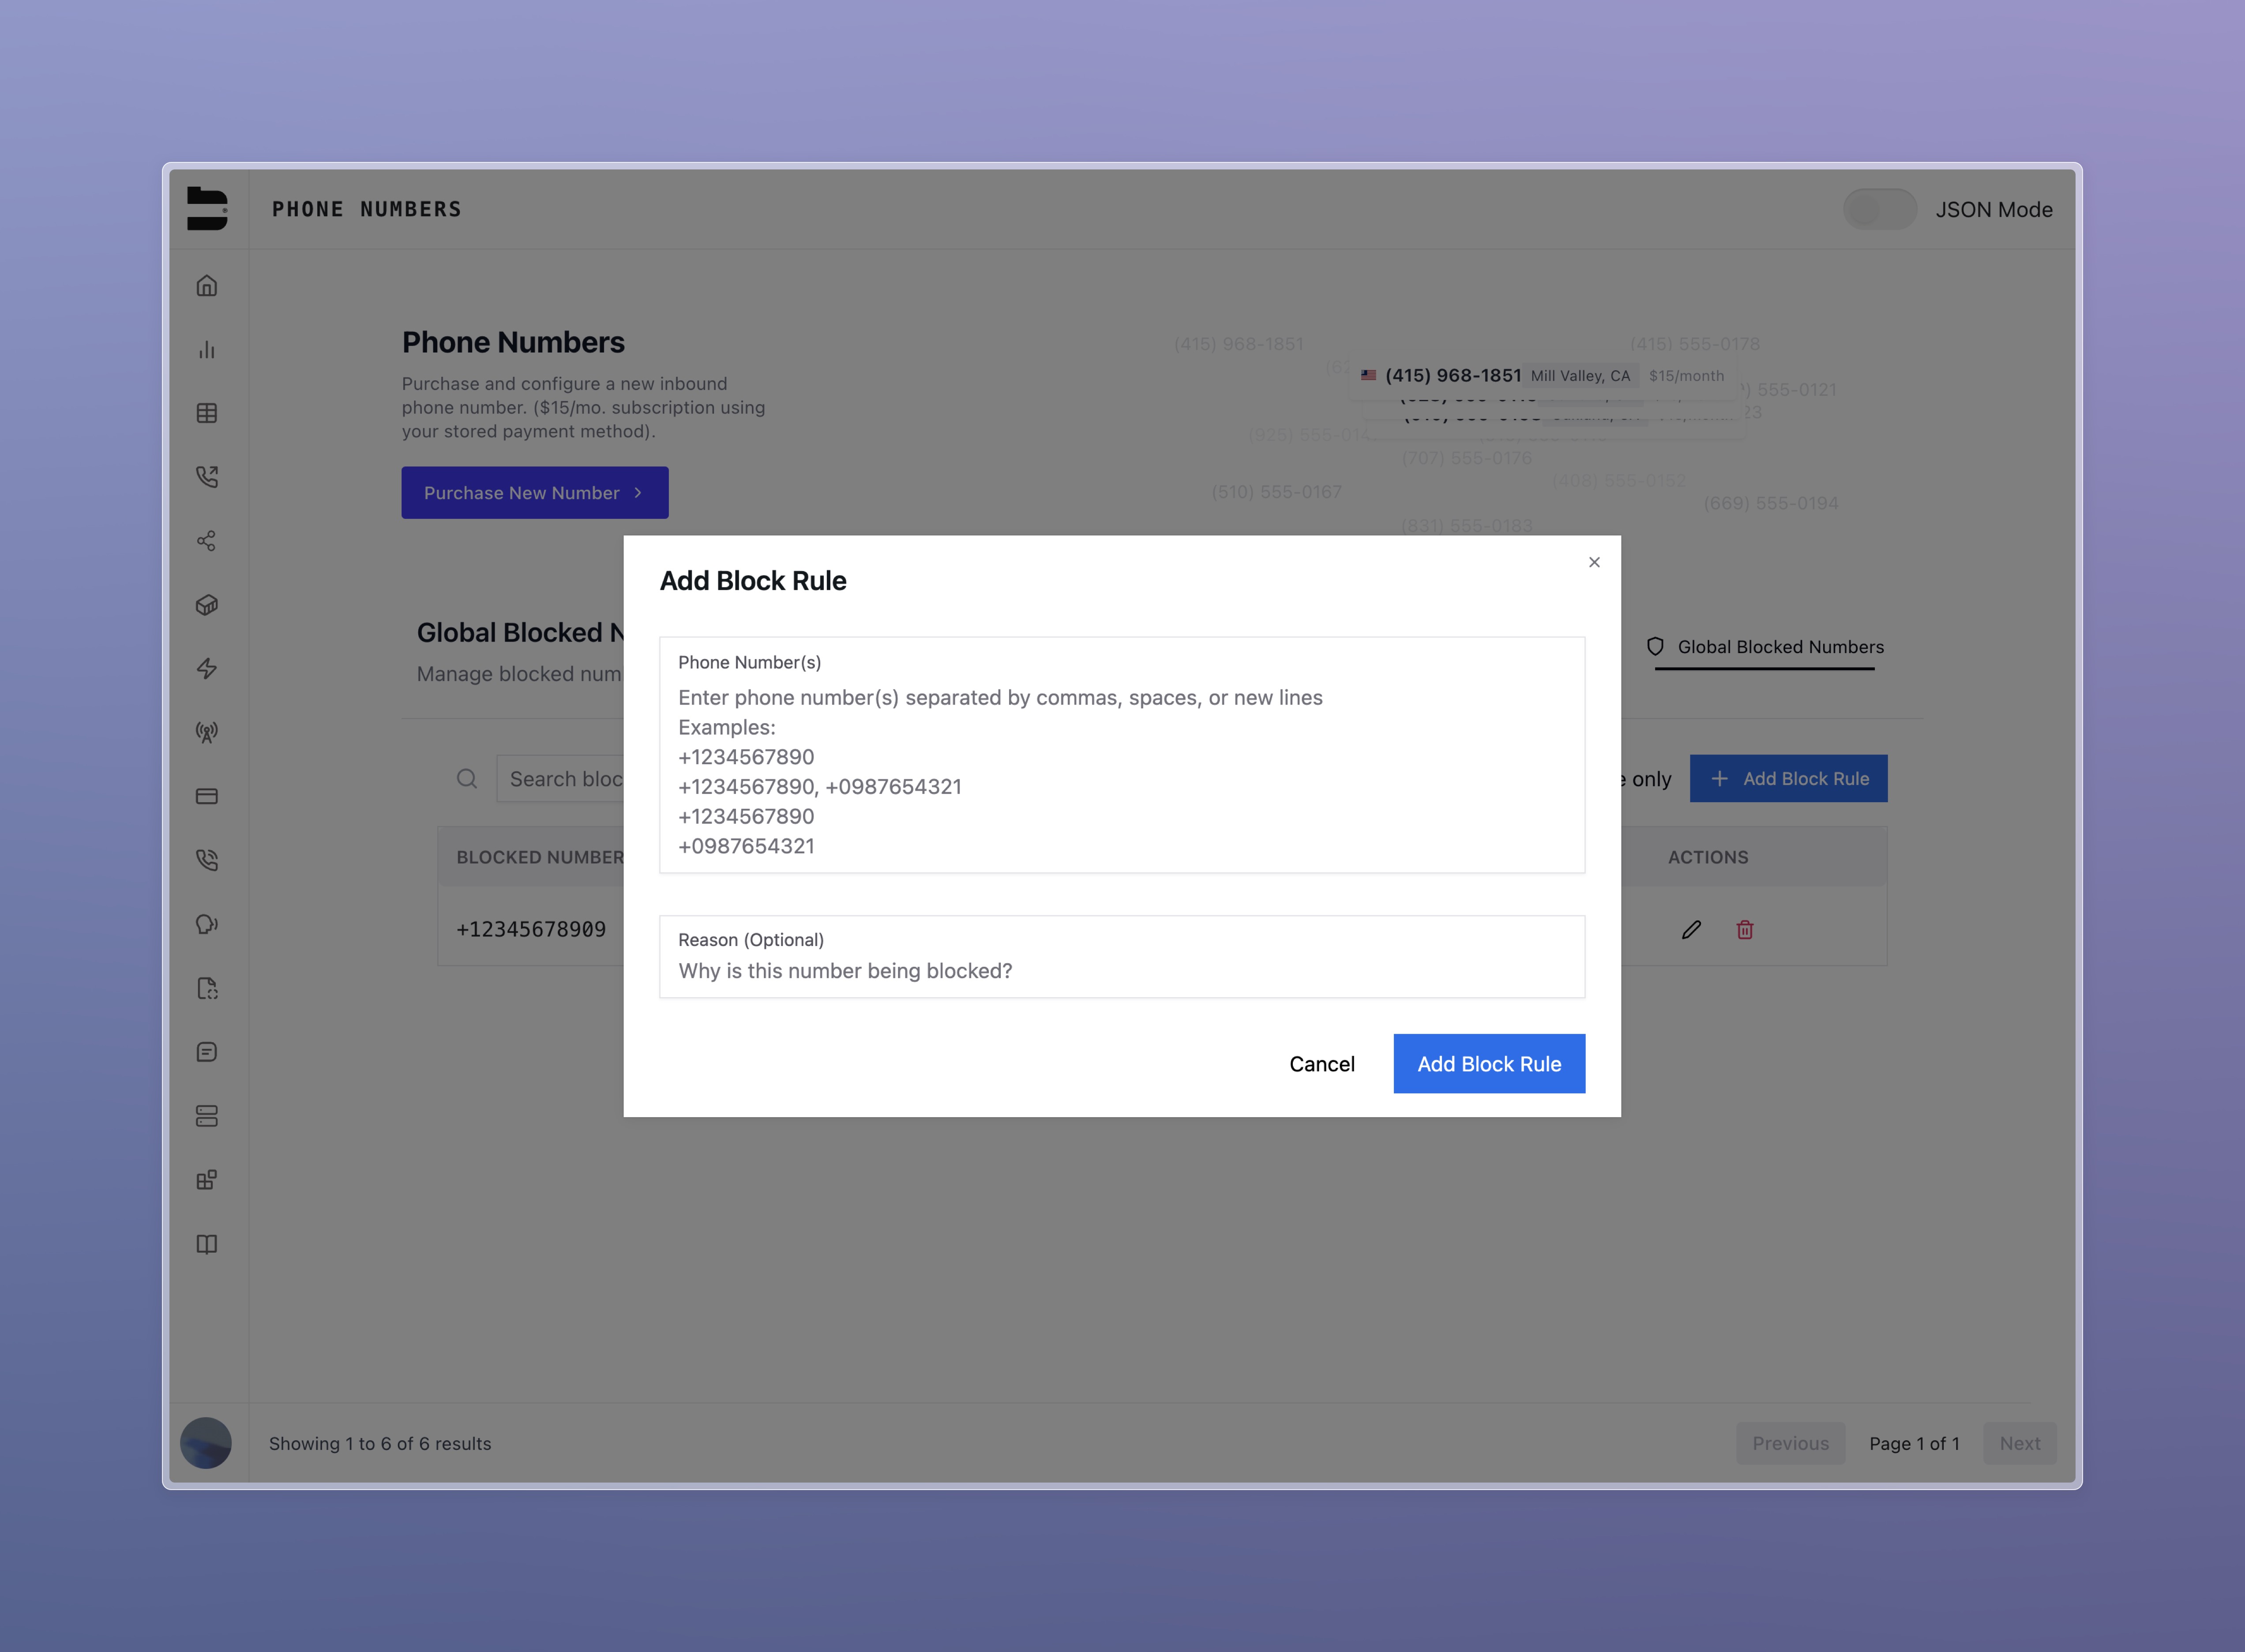 PHONE NUMBERS
JSON Mode
Phone Numbers
Purchase and configure a new inbound
phone number. ($15/mo. subscription using
your stored payment method).
Purchase New Number
(415) 968-1851
(415) 555-0178
(415) 968-1851 Mill Valley, CA $15/month
555-0121
23
(925) 555-014
(707) 555-0176
(408) 555-0152
(510) 555-0167
(669) 555-0194
(831) 555-0183
Add Block Rule
Phone Number(s)
Enter phone number(s) separated by commas, spaces, or new lines
Examples:
+1234567890
+1234567890, +0987654321
+1234567890
+0987654321
Reason (Optional)
Why is this number being blocked?
Cancel
Add Block Rule
Global Blocked N
Manage blocked num
Global Blocked Numbers
Search bloc
only
Add Block Rule
BLOCKED NUMBER
ACTIONS
+12345678909
Showing 1 to 6 of 6 results
Previous
Page 1 of 1
Next